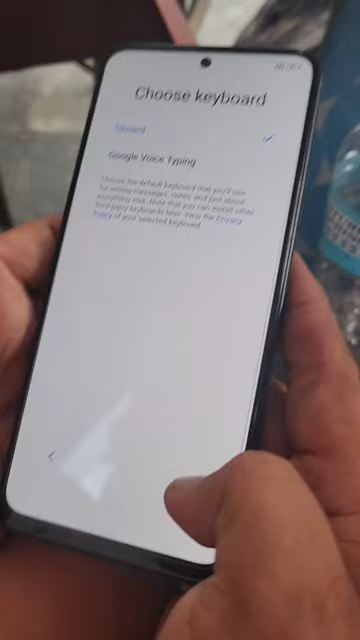 Choose keyboard
Gboard
Google Voice Typing
Choose the default keyboard that you'll use
for writing messages, notes, and just about
everything else. Note that you can install other
third-party keyboards later. View the Privacy
Policy of your selected keyboard.